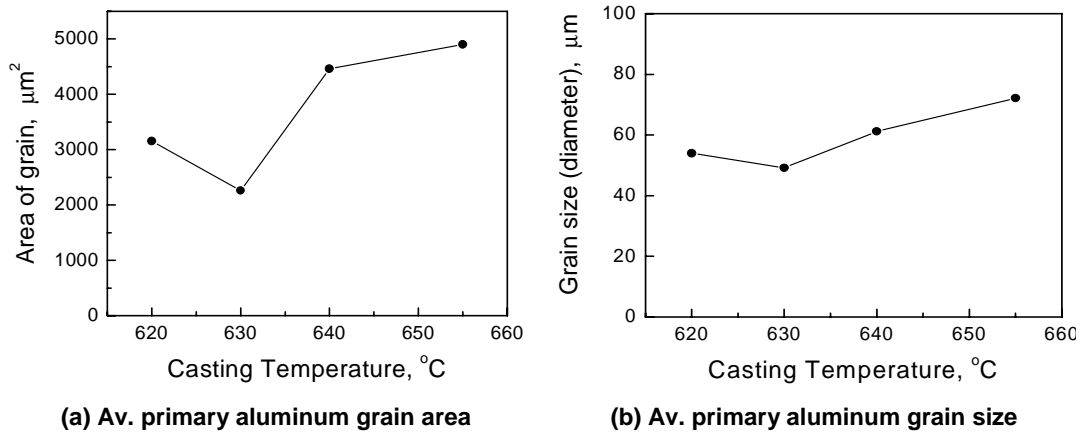 5000
4000
3000
2000
1000
0
620 630 640 650 660
Area of grain, μm²
Casting Temperature, °C
(a) Av. primary aluminum grain area
100
80
60
40
20
0
620 630 640 650 660
Grain size (diameter), μm
Casting Temperature, °C
(b) Av. primary aluminum grain size